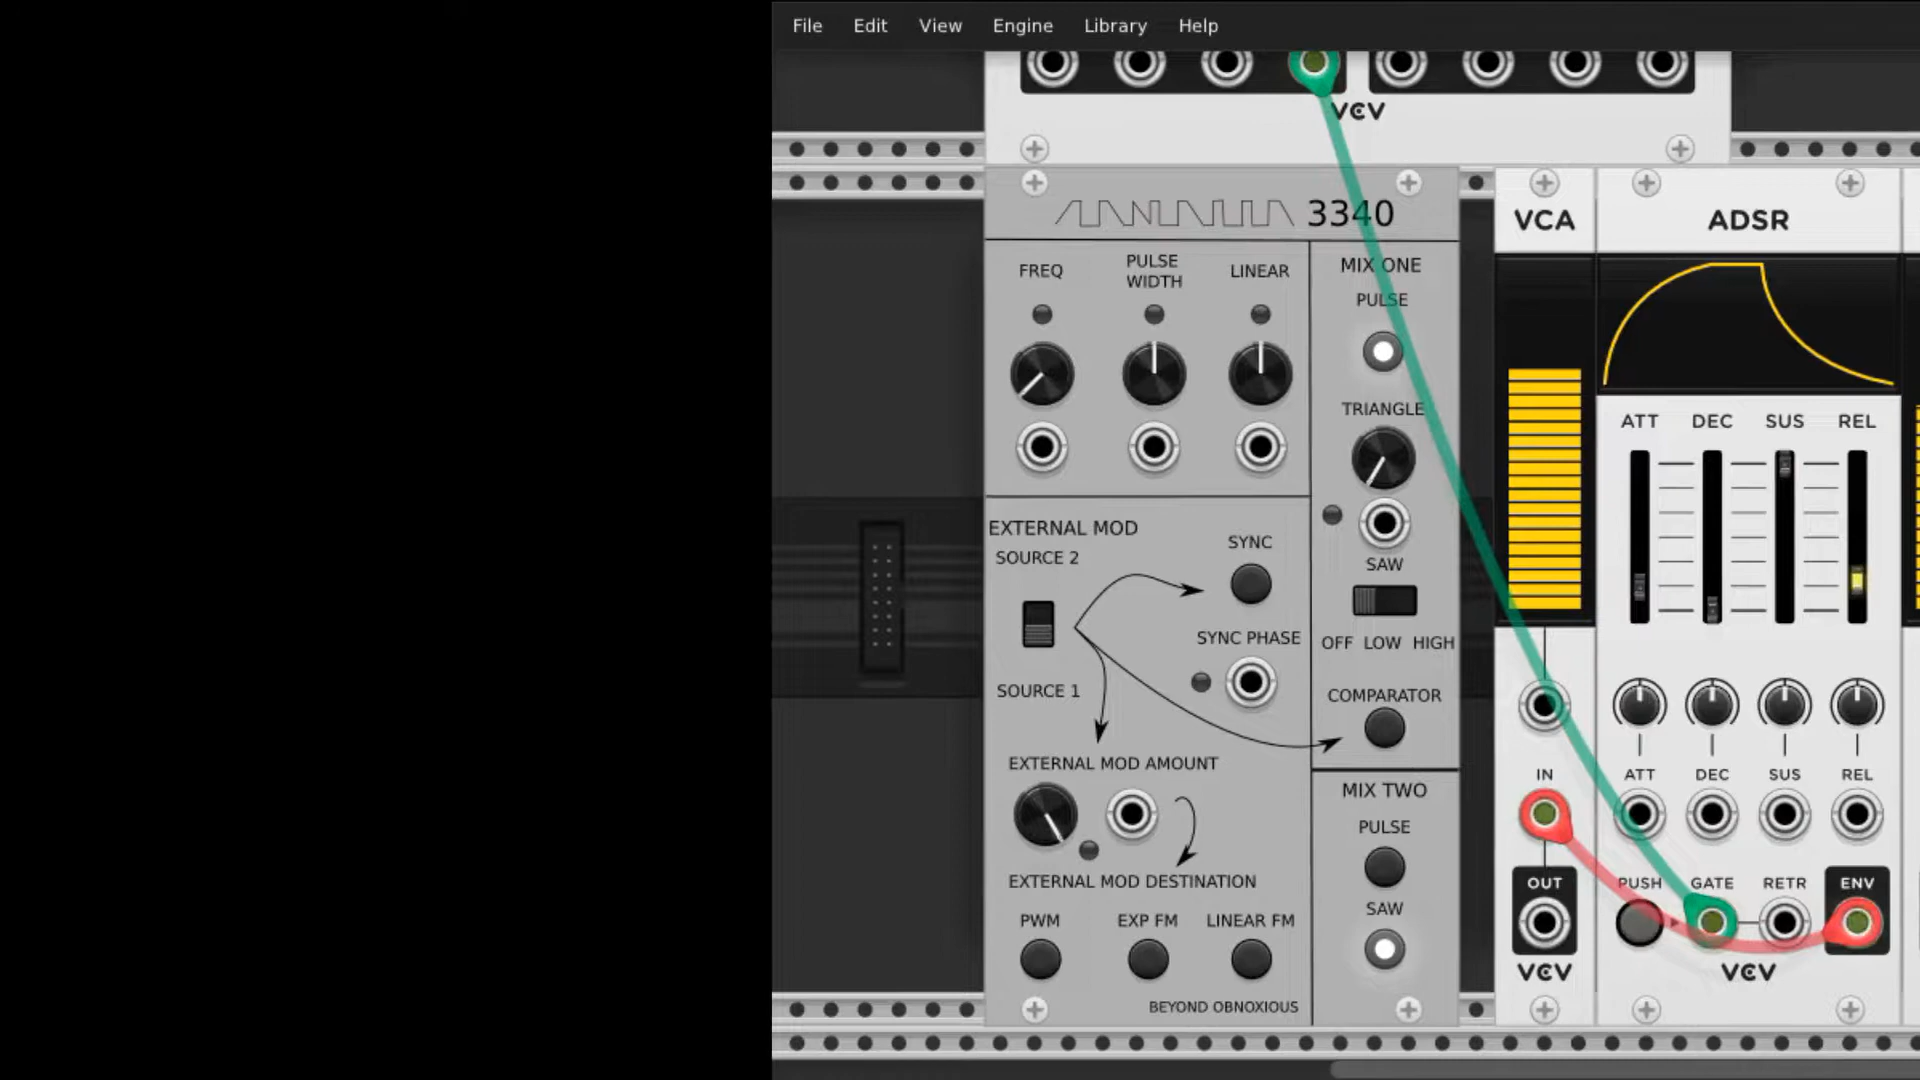 File Edit View Engine Library Help
VCV
3340
FREQ
PULSE
WIDTH
LINEAR
MIX ONE
PULSE
TRIANGLE
SAW
OFF LOW HIGH
COMPARATOR
EXTERNAL MOD
SOURCE 2
SYNC
SYNC PHASE
SOURCE 1
EXTERNAL MOD AMOUNT
EXTERNAL MOD DESTINATION
PWM EXP FM LINEAR FM
BEYOND OBNOXIOUS
MIX TWO
PULSE
SAW
VCA
IN
OUT
VCV
ADSR
ATT DEC SUS REL
ATT DEC SUS REL
PUSH GATE RETR ENV
VCV